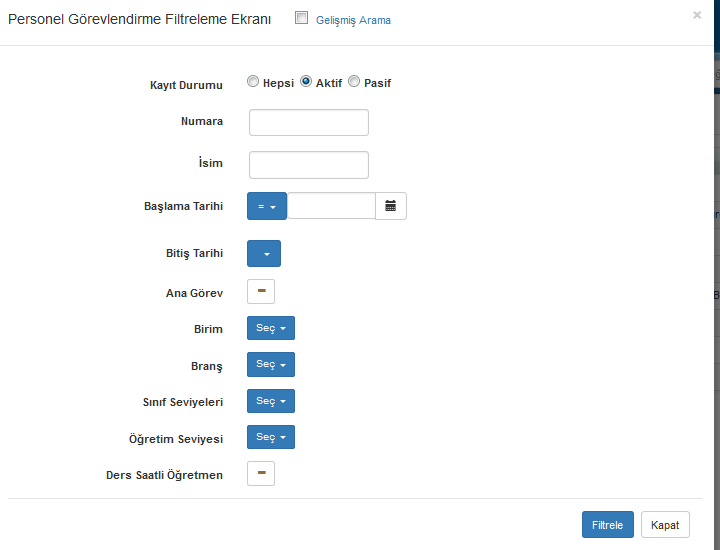 Personel Görevlendirme Filtreleme Ekranı Gelişmiş Arama ×
Kayıt Durumu Hepsi Aktif Pasif
Numara
İsim
Başlama Tarihi =
Bitiş Tarihi
Ana Görev
Birim Seç
Branş Seç
Sınıf Seviyeleri Seç
Öğretim Seviyesi Seç
Ders Saatli Öğretmen
Filtrele Kapat